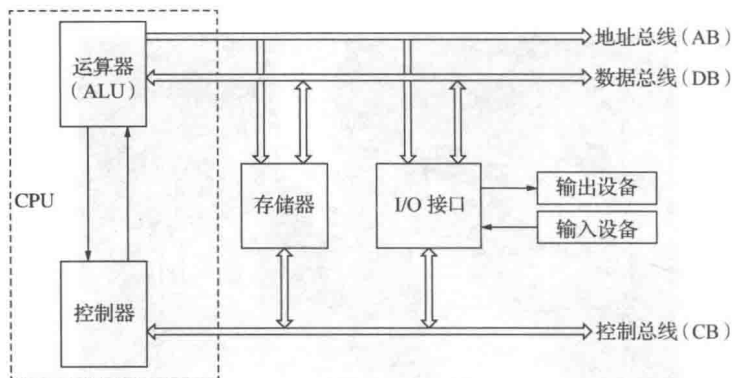 运算器
(ALU)
地址总线(AB)
数据总线(DB)
CPU
存储器
I/O 接口
输出设备
输入设备
控制器
控制总线(CB)